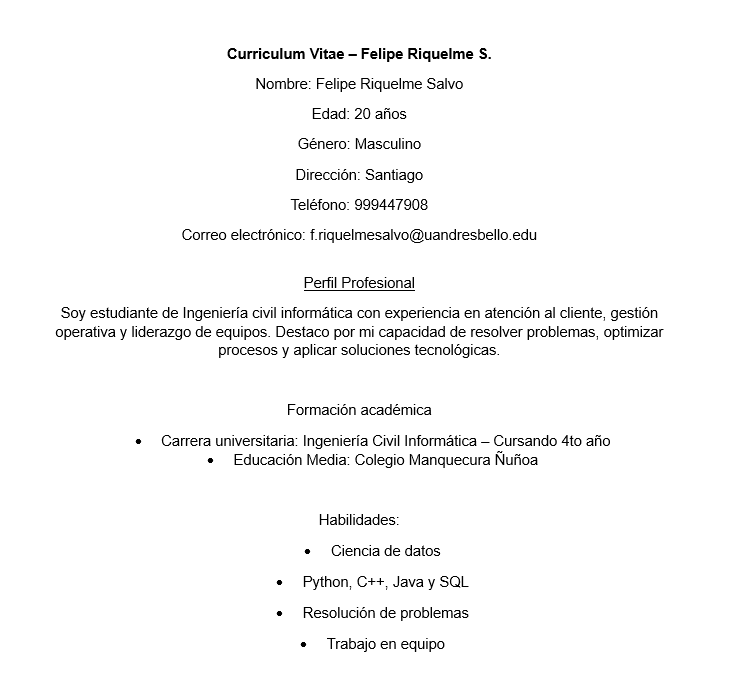 Curriculum Vitae – Felipe Riquelme S.
Nombre: Felipe Riquelme Salvo
Edad: 20 años
Género: Masculino
Dirección: Santiago
Teléfono: 999447908
Correo electrónico: f.riquelmesalvo@uandresbello.edu
Perfil Profesional
Soy estudiante de Ingeniería civil informática con experiencia en atención al cliente, gestión
operativa y liderazgo de equipos. Destaco por mi capacidad de resolver problemas, optimizar
procesos y aplicar soluciones tecnológicas.
Formación académica
• Carrera universitaria: Ingeniería Civil Informática – Cursando 4to año
• Educación Media: Colegio Manquecura Ñuñoa
Habilidades:
• Ciencia de datos
• Python, C++, Java y SQL
• Resolución de problemas
• Trabajo en equipo